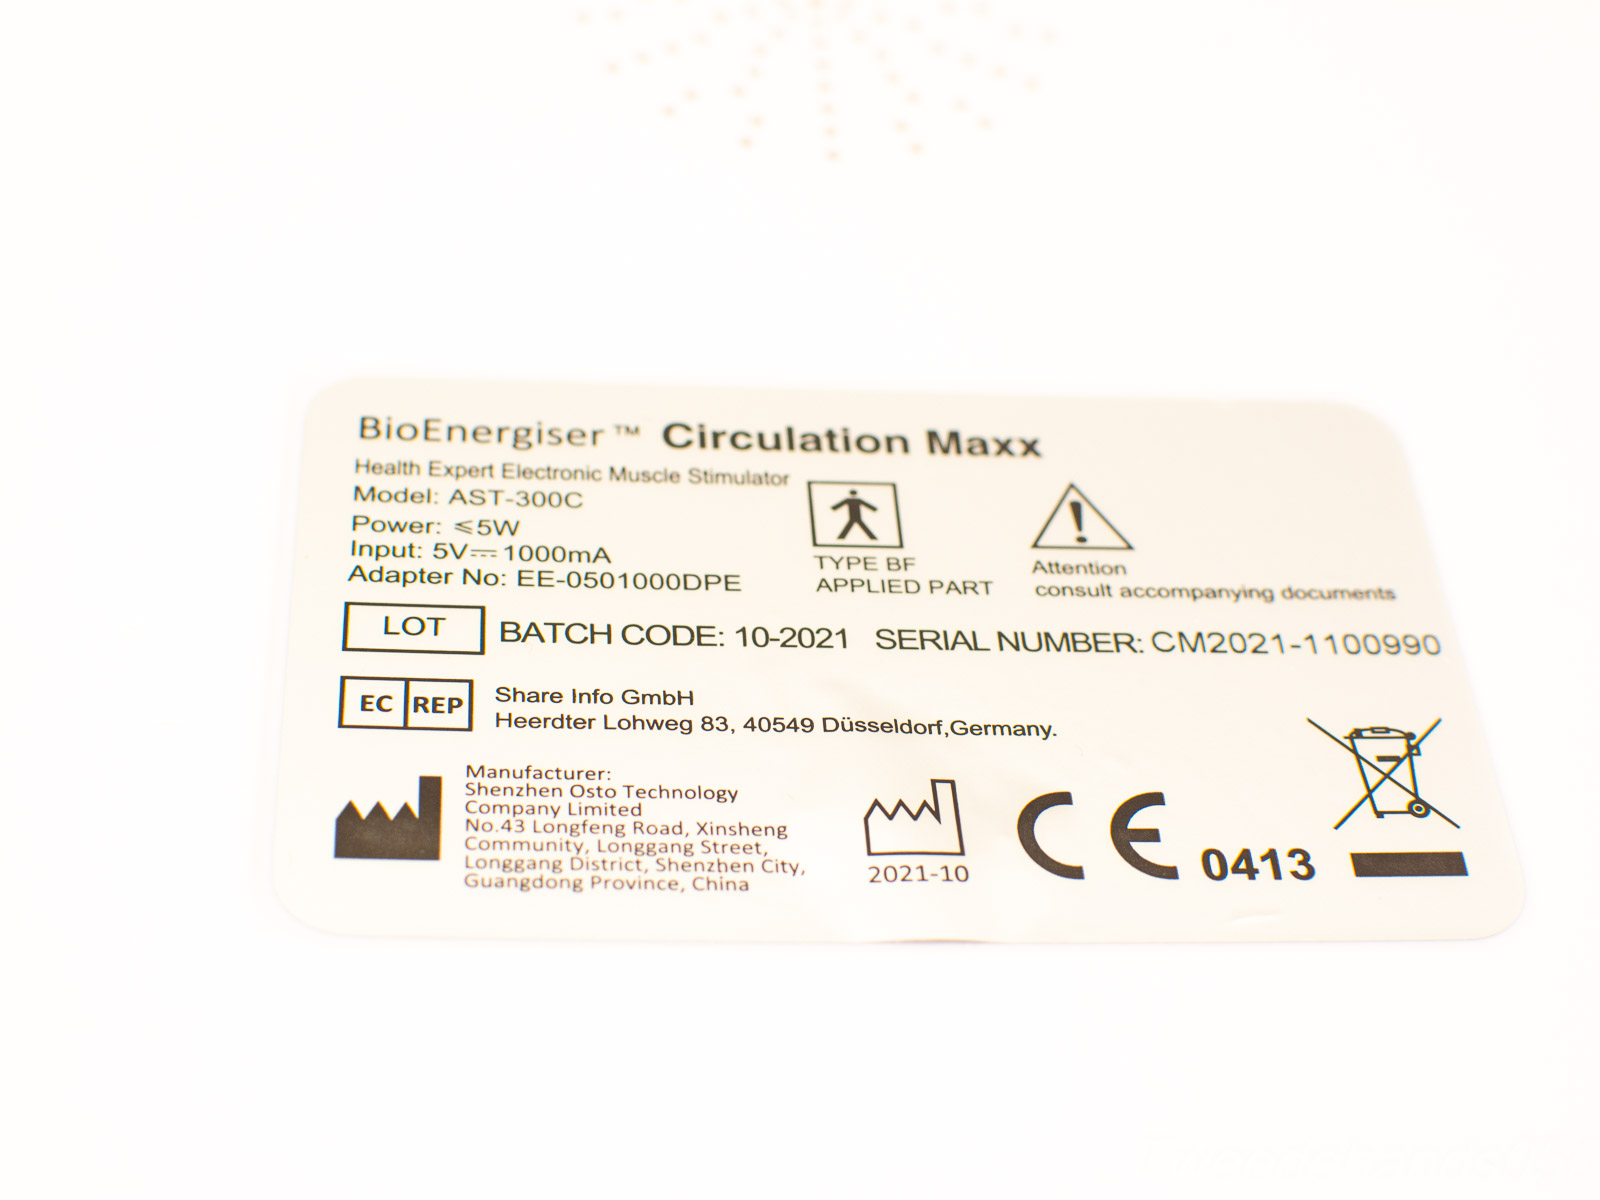 BioEnergiser™ Circulation Maxx
Health Expert Electronic Muscle Stimulator
Model: AST-300C
Power: ⩽5W
Input: 5V⎓1000mA
Adapter No: EE-0501000DPE
TYPE BF
APPLIED PART
Attention
consult accompanying documents
LOT BATCH CODE: 10-2021 SERIAL NUMBER: CM2021-1100990
EC REP
Share Info GmbH
Heerdter Lohweg 83, 40549 Düsseldorf,Germany.
Manufacturer:
Shenzhen Osto Technology
Company Limited
No.43 Longfeng Road, Xinsheng
Community, Longgang Street,
Longgang District, Shenzhen City,
Guangdong Province, China
2021-10
CE 0413